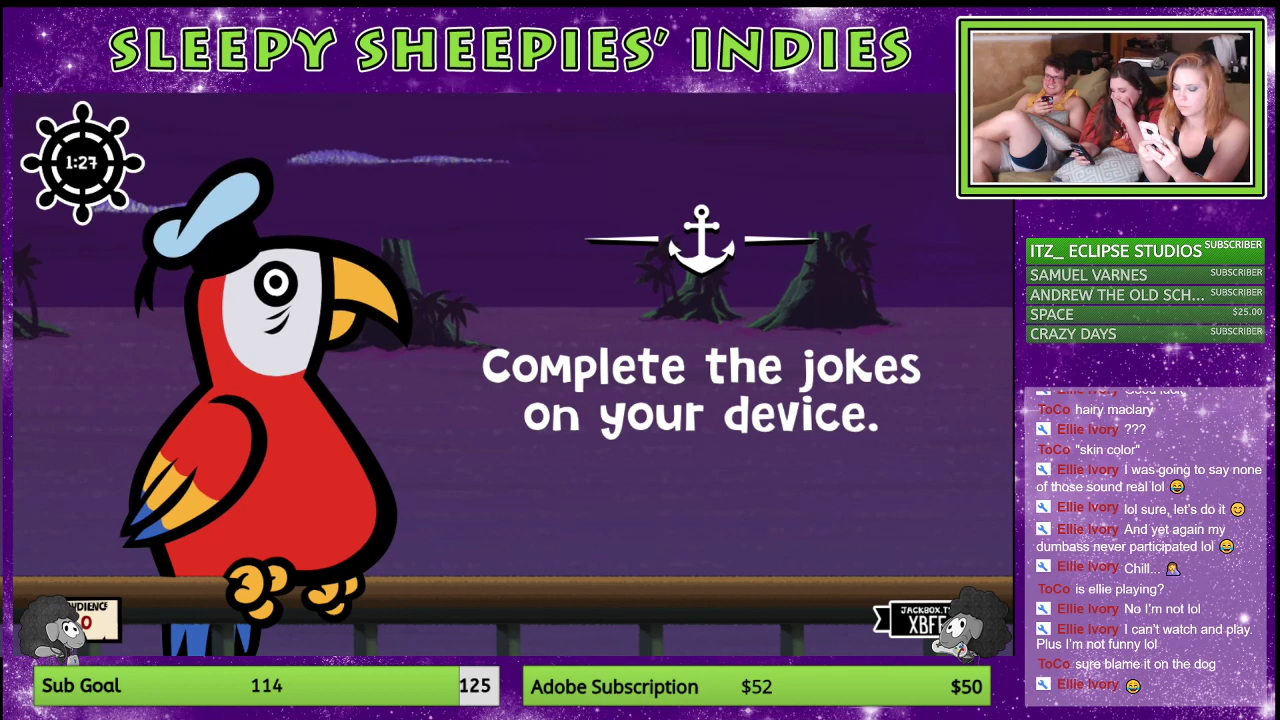 SLEEPY SHEEPIES' INDIES
1:27
Complete the jokes
on your device.
ITZ_ ECLIPSE STUDIOS SUBSCRIBER
SAMUEL VARNES SUBSCRIBER
ANDREW THE OLD SCH... SUBSCRIBER
SPACE $25.00
CRAZY DAYS SUBSCRIBER
ToCo hairy maclary
Ellie Ivory ???
ToCo "skin color"
Ellie Ivory I was going to say none
of those sound real lol 😂
Ellie Ivory lol sure, let's do it 😊
Ellie Ivory And yet again my
dumbass never participated lol 😂
Ellie Ivory Chill... 🤦‍♀️
ToCo is ellie playing?
Ellie Ivory No I'm not lol
Ellie Ivory I can't watch and play.
Plus I'm not funny lol
ToCo sure blame it on the dog
Ellie Ivory 😂
JACKBOX.T
Sub Goal 114 125
Adobe Subscription $52 $50